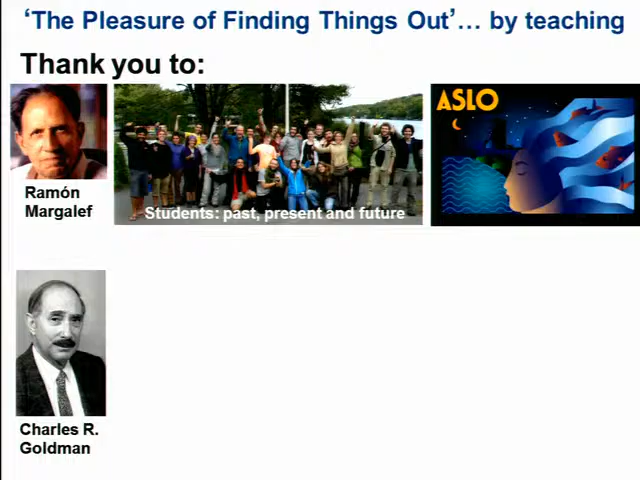 ‘The Pleasure of Finding Things Out’... by teaching
Thank you to:
ASLO
Ramón
Margalef
Students: past, present and future
Charles R.
Goldman